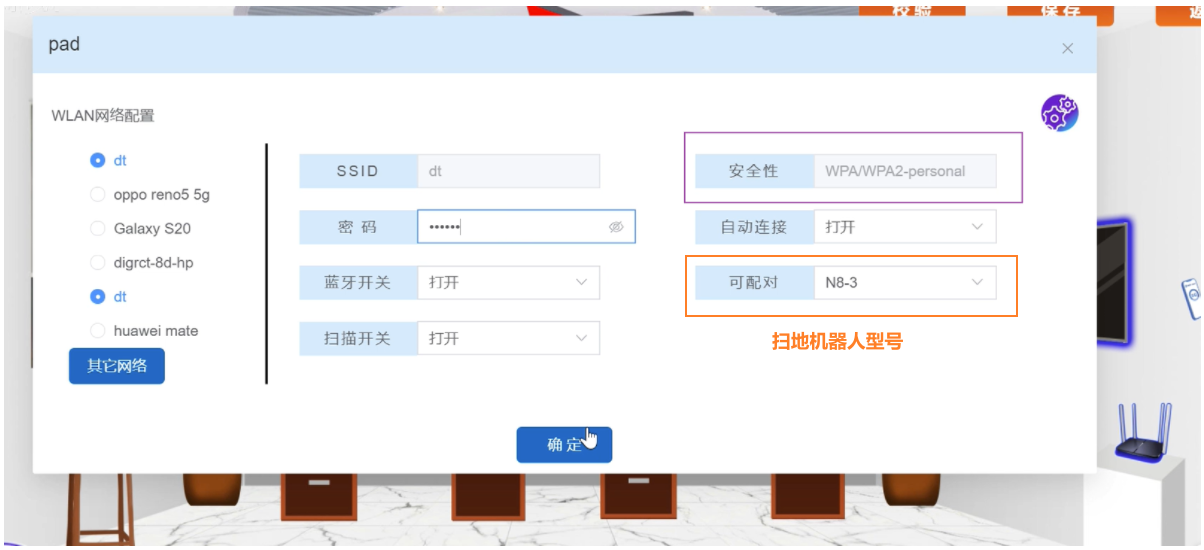 校验
保存
pad
WLAN网络配置
dt
oppo reno5 5g
Galaxy S20
digrct-8d-hp
dt
huawei mate
其它网络
SSID
dt
安全性
WPA/WPA2-personal
密 码
••••••
自动连接
打开
蓝牙开关
打开
可配对
N8-3
扫描开关
打开
扫地机器人型号
确 定